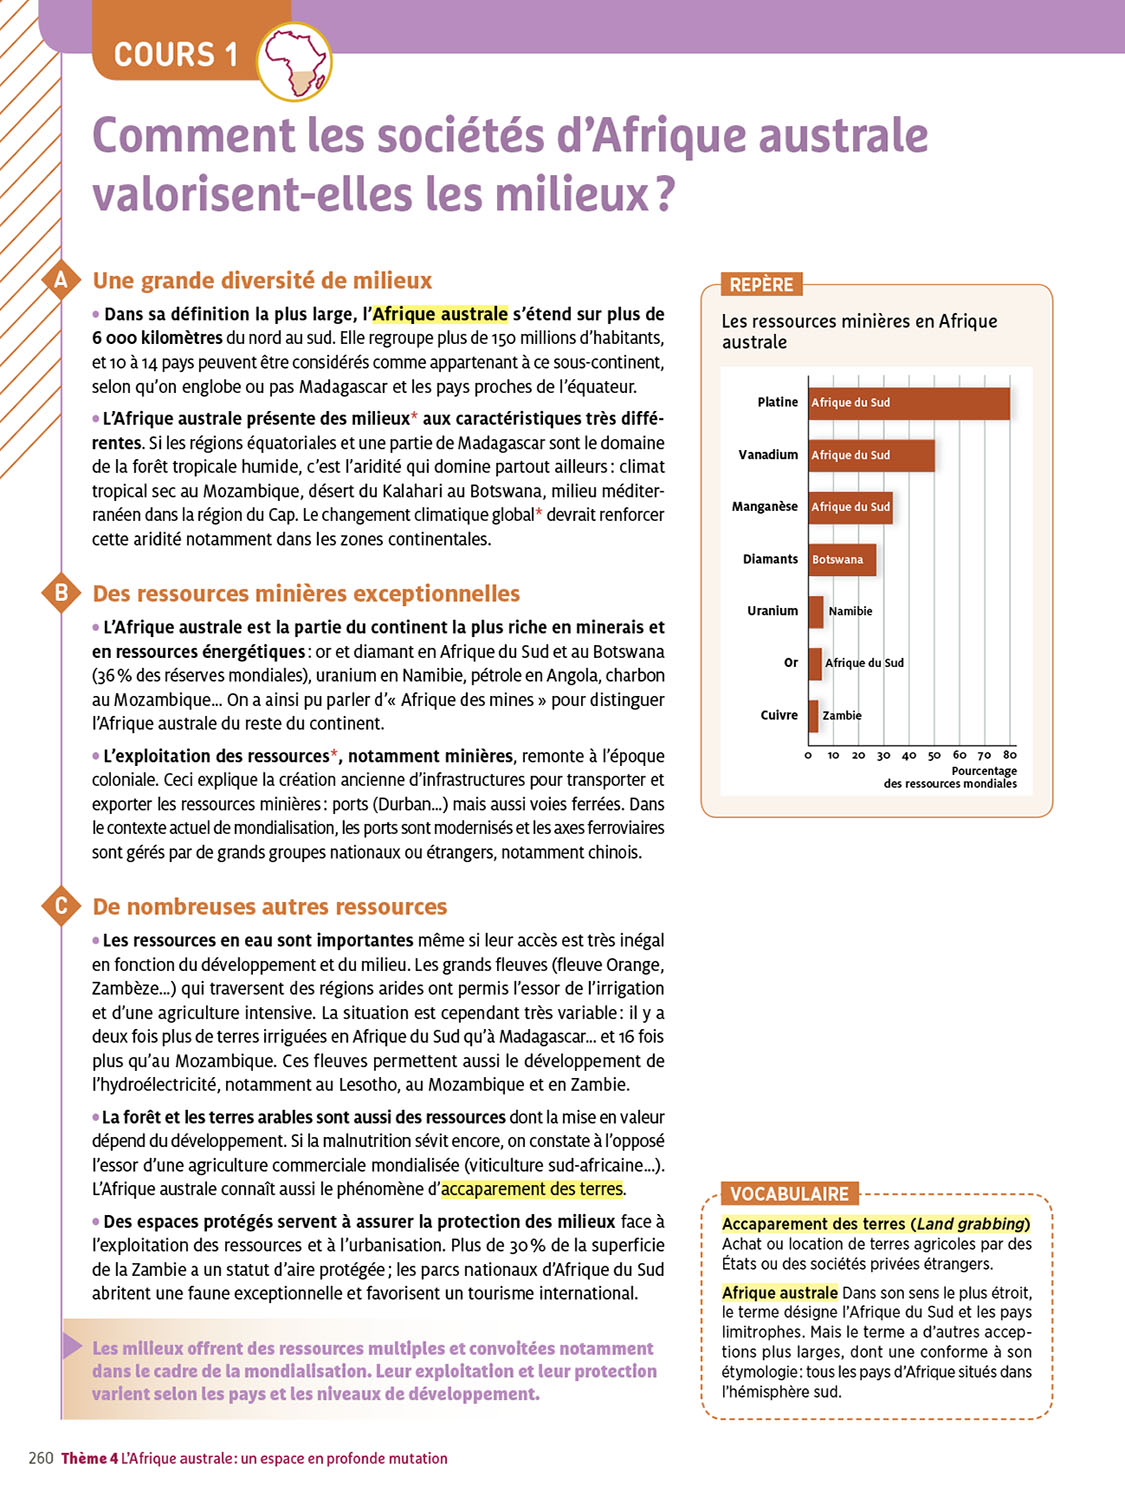 COURS 1
Comment les sociétés d’Afrique australe
valorisent-elles les milieux ?
A Une grande diversité de milieux
• Dans sa définition la plus large, l’Afrique australe s’étend sur plus de
6 000 kilomètres du nord au sud. Elle regroupe plus de 150 millions d’habitants,
et 10 à 14 pays peuvent être considérés comme appartenant à ce sous-continent,
selon qu’on englobe ou pas Madagascar et les pays proches de l’équateur.
• L’Afrique australe présente des milieux* aux caractéristiques très diffé-
rentes. Si les régions équatoriales et une partie de Madagascar sont le domaine
de la forêt tropicale humide, c’est l’aridité qui domine partout ailleurs : climat
tropical sec au Mozambique, désert du Kalahari au Botswana, milieu méditer-
ranéen dans la région du Cap. Le changement climatique global* devrait renforcer
cette aridité notamment dans les zones continentales.
B Des ressources minières exceptionnelles
• L’Afrique australe est la partie du continent la plus riche en minerais et
en ressources énergétiques : or et diamant en Afrique du Sud et au Botswana
(36 % des réserves mondiales), uranium en Namibie, pétrole en Angola, charbon
au Mozambique... On a ainsi pu parler d’« Afrique des mines » pour distinguer
l’Afrique australe du reste du continent.
• L’exploitation des ressources*, notamment minières, remonte à l’époque
coloniale. Ceci explique la création ancienne d’infrastructures pour transporter et
exporter les ressources minières : ports (Durban...) mais aussi voies ferrées. Dans
le contexte actuel de mondialisation, les ports sont modernisés et les axes ferroviaires
sont gérés par de grands groupes nationaux ou étrangers, notamment chinois.
C De nombreuses autres ressources
• Les ressources en eau sont importantes même si leur accès est très inégal
en fonction du développement et du milieu. Les grands fleuves (fleuve Orange,
Zambèze...) qui traversent des régions arides ont permis l’essor de l’irrigation
et d’une agriculture intensive. La situation est cependant très variable : il y a
deux fois plus de terres irriguées en Afrique du Sud qu’à Madagascar... et 16 fois
plus qu’au Mozambique. Ces fleuves permettent aussi le développement de
l’hydroélectricité, notamment au Lesotho, au Mozambique et en Zambie.
• La forêt et les terres arables sont aussi des ressources dont la mise en valeur
dépend du développement. Si la malnutrition sévit encore, on constate à l’opposé
l’essor d’une agriculture commerciale mondialisée (viticulture sud-africaine...).
L’Afrique australe connaît aussi le phénomène d’accaparement des terres.
• Des espaces protégés servent à assurer la protection des milieux face à
l’exploitation des ressources et à l’urbanisation. Plus de 30 % de la superficie
de la Zambie a un statut d’aire protégée ; les parcs nationaux d’Afrique du Sud
abritent une faune exceptionnelle et favorisent un tourisme international.
Les milieux offrent des ressources multiples et convoitées notamment
dans le cadre de la mondialisation. Leur exploitation et leur protection
varient selon les pays et les niveaux de développement.
REPÈRE
Les ressources minières en Afrique
australe
Platine Afrique du Sud
Vanadium Afrique du Sud
Manganèse Afrique du Sud
Diamants Botswana
Uranium Namibie
Or Afrique du Sud
Cuivre Zambie
0 10 20 30 40 50 60 70 80
Pourcentage
des ressources mondiales
VOCABULAIRE
Accaparement des terres (Land grabbing)
Achat ou location de terres agricoles par des
États ou des sociétés privées étrangers.
Afrique australe Dans son sens le plus étroit,
le terme désigne l’Afrique du Sud et les pays
limitrophes. Mais le terme a d’autres accep-
tions plus larges, dont une conforme à son
étymologie : tous les pays d’Afrique situés dans
l’hémisphère sud.
260 Thème 4 L’Afrique australe : un espace en profonde mutation